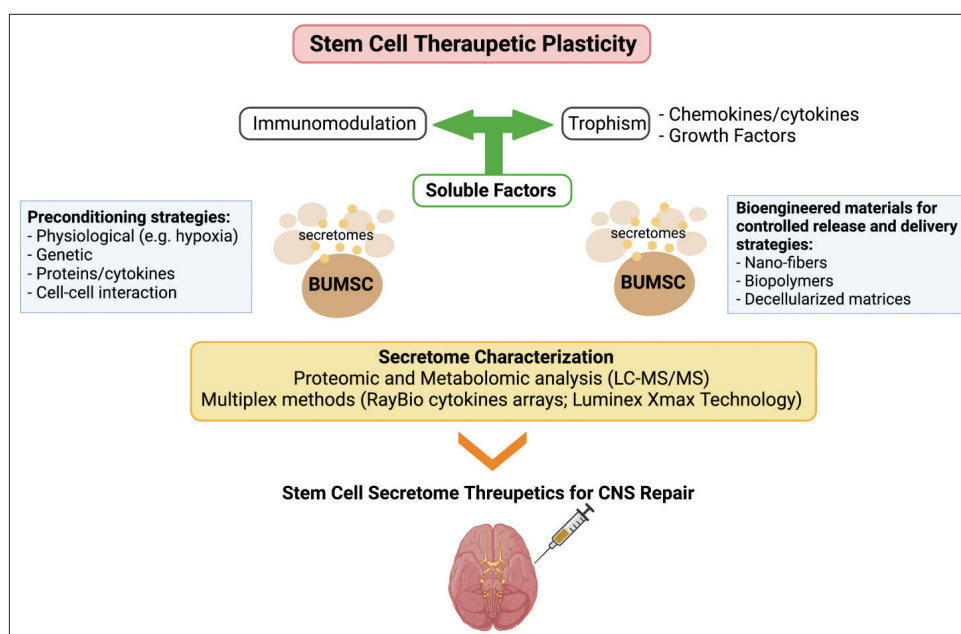 Stem Cell Theraupetic Plasticity
Immunomodulation
Trophism
- Chemokines/cytokines
- Growth Factors
Soluble Factors
Preconditioning strategies:
- Physiological (e.g. hypoxia)
- Genetic
- Proteins/cytokines
- Cell-cell interaction
secretomes
BUMSC
secretomes
BUMSC
Bioengineered materials for
controlled release and delivery
strategies:
- Nano-fibers
- Biopolymers
- Decellularized matrices
Secretome Characterization
Proteomic and Metabolomic analysis (LC-MS/MS)
Multiplex methods (RayBio cytokines arrays; Luminex Xmax Technology)
Stem Cell Secretome Threupetics for CNS Repair